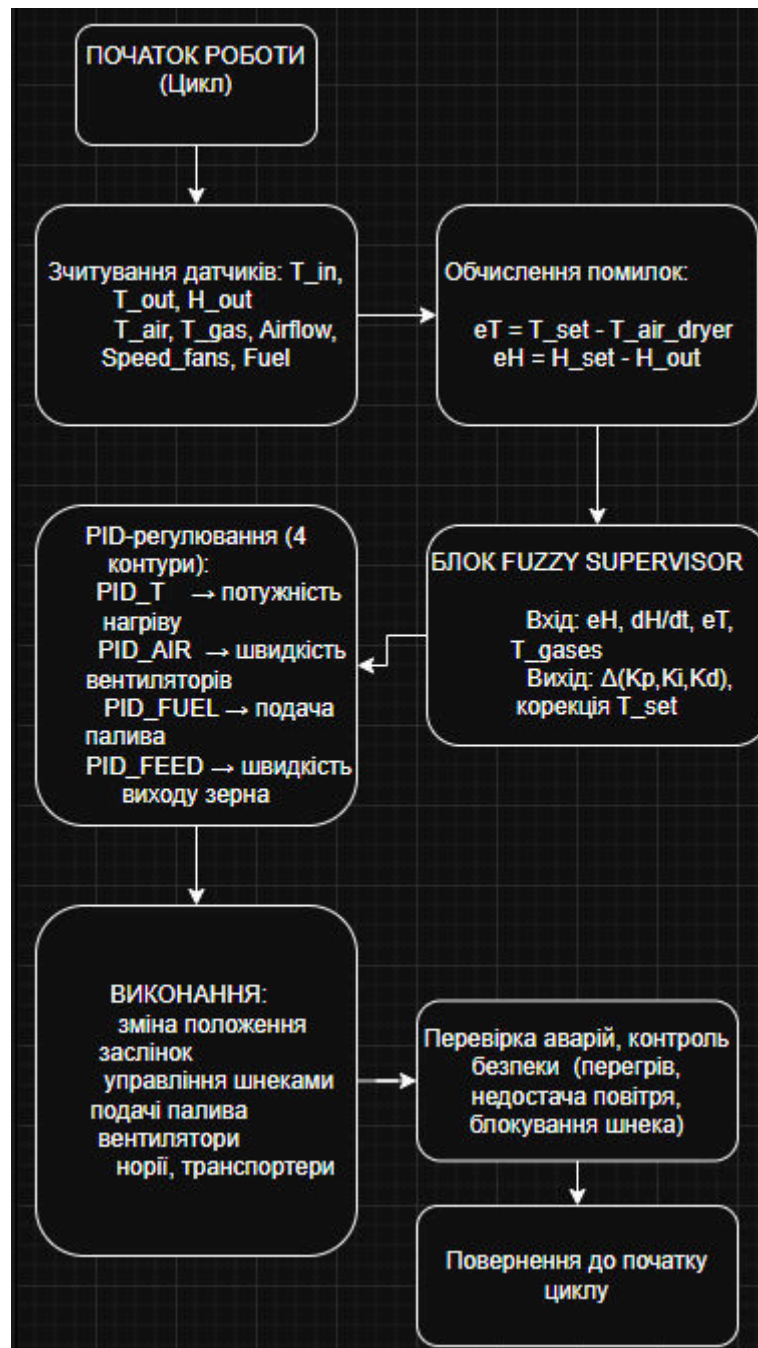 ПОЧАТОК РОБОТИ
(Цикл)
Зчитування датчиків: T_in,
T_out, H_out
T_air, T_gas, Airflow,
Speed_fans, Fuel
Обчислення помилок:
eT = T_set - T_air_dryer
eH = H_set - H_out
БЛОК FUZZY SUPERVISOR
Вхід: eH, dH/dt, eT,
T_gases
Вихід: Δ(Kp,Ki,Kd),
корекція T_set
PID-регулювання (4
контури):
PID_T → потужність
нагріву
PID_AIR → швидкість
вентиляторів
PID_FUEL → подача
палива
PID_FEED → швидкість
виходу зерна
ВИКОНАННЯ:
зміна положення
заслінок
управління шнеками
подачі палива
вентилятори
норії, транспортери
Перевірка аварій, контроль
безпеки (перегрів,
недостача повітря,
блокування шнека)
Повернення до початку
циклу